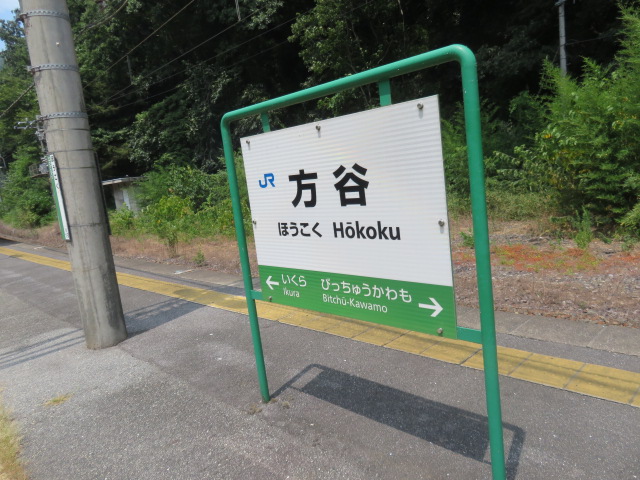 JR
方谷
ほうこく Hōkoku
← いくら びっちゅうかわも →
Ikura Bitchū-Kawamo